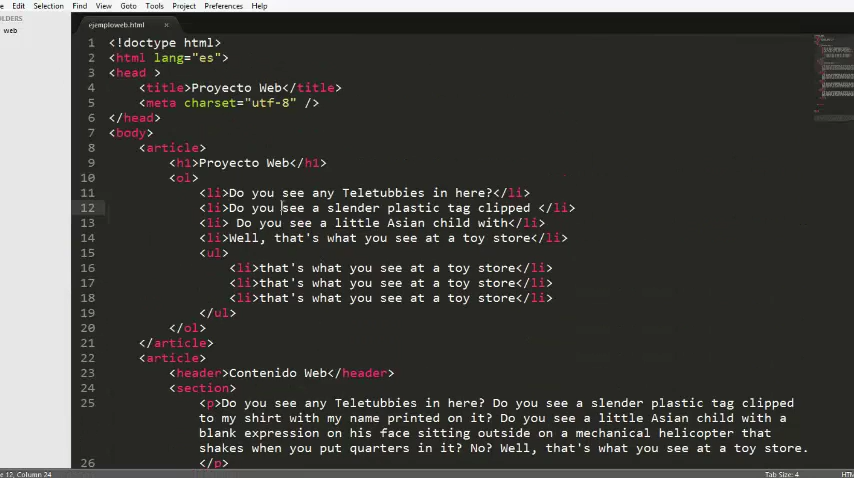 Edit Selection Find View Goto Tools Project Preferences Help
OLDERS
web
ejemploweb.html ×
1 <!doctype html>
2 <html lang="es">
3 <head >
4 <title>Proyecto Web</title>
5 <meta charset="utf-8" />
6 </head>
7 <body>
8 <article>
9 <h1>Proyecto Web</h1>
10 <ol>
11 <li>Do you see any Teletubbies in here?</li>
12 <li>Do you see a slender plastic tag clipped </li>
13 <li> Do you see a little Asian child with</li>
14 <li>Well, that's what you see at a toy store</li>
15 <ul>
16 <li>that's what you see at a toy store</li>
17 <li>that's what you see at a toy store</li>
18 <li>that's what you see at a toy store</li>
19 </ul>
20 </ol>
21 </article>
22 <article>
23 <header>Contenido Web</header>
24 <section>
25 <p>Do you see any Teletubbies in here? Do you see a slender plastic tag clipped
to my shirt with my name printed on it? Do you see a little Asian child with a
blank expression on his face sitting outside on a mechanical helicopter that
shakes when you put quarters in it? No? Well, that's what you see at a toy store.
26 </p>
e 12, Column 24 Tab Size: 4 HTM